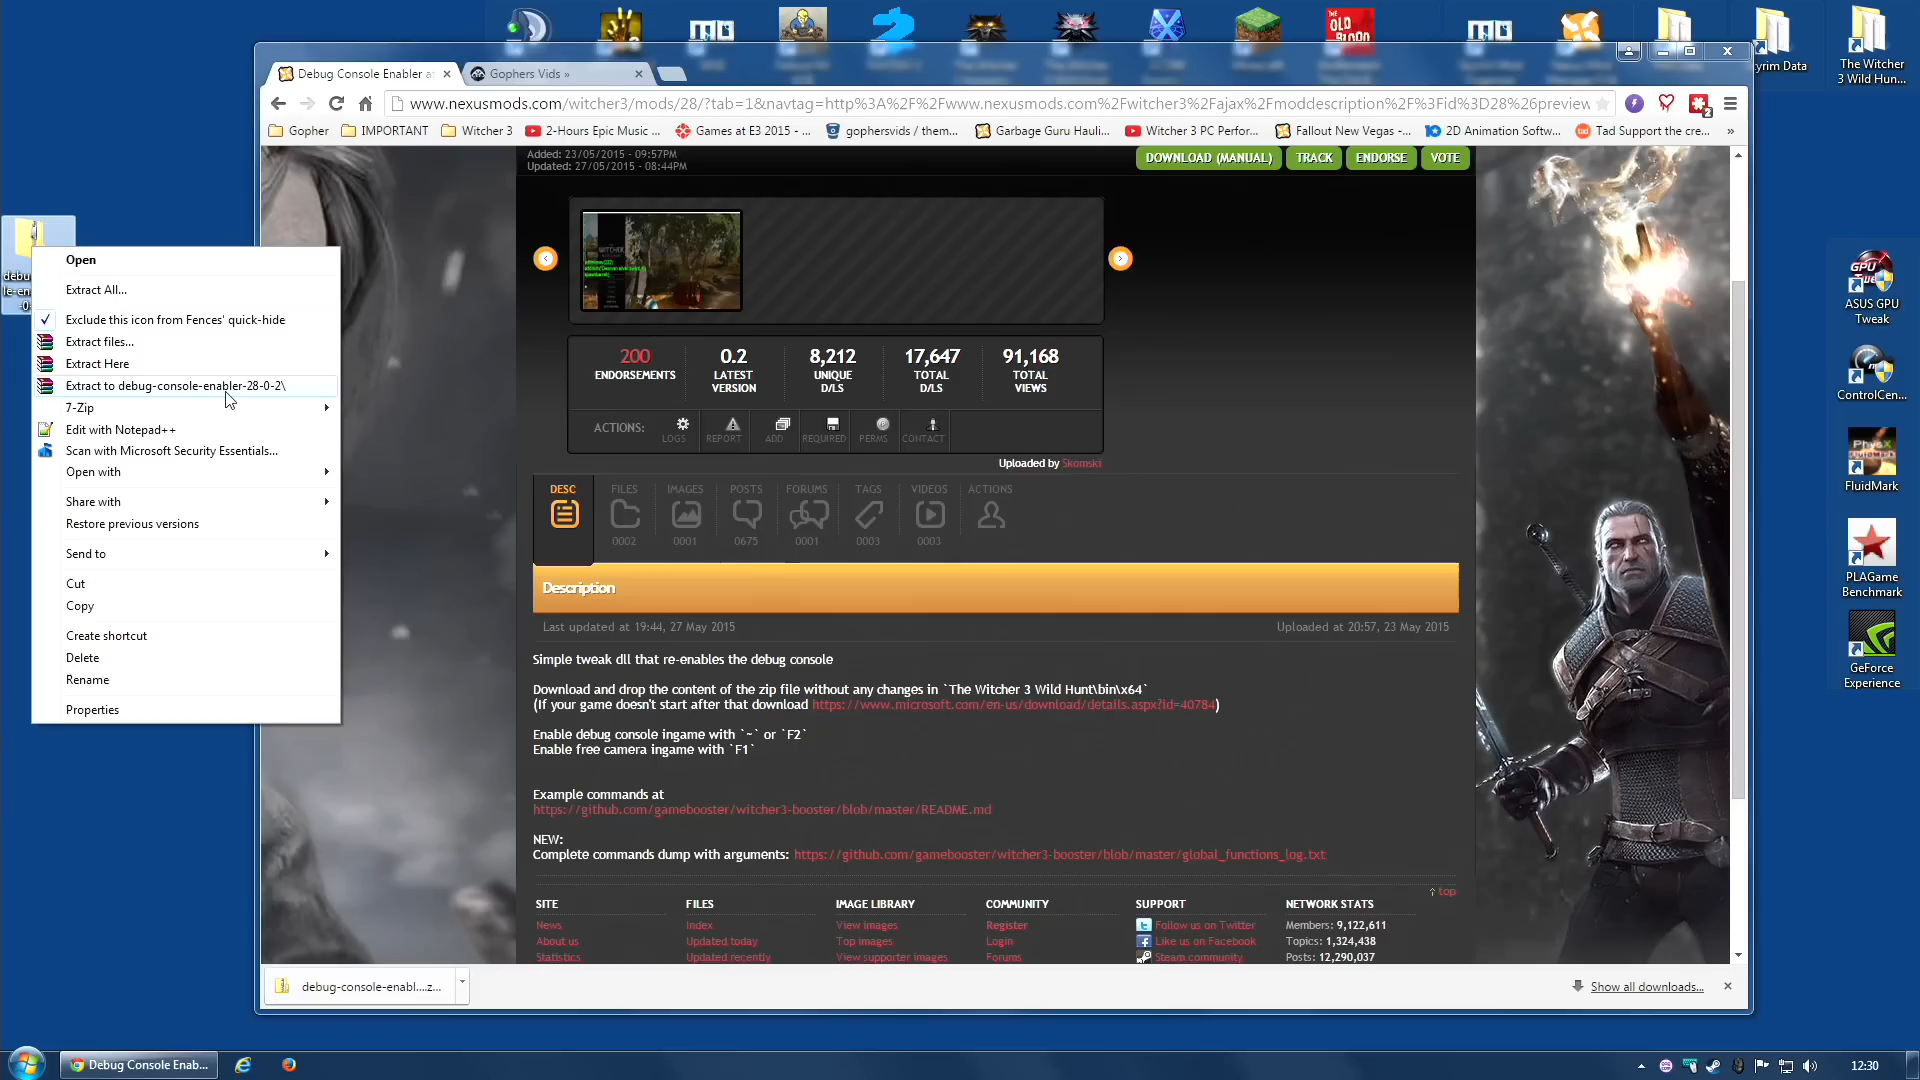 THE
OLD
BLOOD
yrim Data
The Witcher
3 Wild Hun...
Debug Console Enabler a
Gophers Vids »
www.nexusmods.com/witcher3/mods/28/?tab=1&navtag=http%3A%2F%2Fwww.nexusmods.com%2Fwitcher3%2Fajax%2Fmoddescription%2F%3Fid%3D28%26preview
2
Gopher
IMPORTANT
Witcher 3
2-Hours Epic Music ...
Games at E3 2015 - ...
gophersvids / them...
Garbage Guru Hauli...
Witcher 3 PC Perfor...
Fallout New Vegas -...
2D Animation Softw...
Tad Support the cre...
»
Added: 23/05/2015 - 09:57PM
Updated: 27/05/2015 - 08:44PM
DOWNLOAD (MANUAL)
TRACK
ENDORSE
VOTE
Open
Extract All...
Exclude this icon from Fences' quick-hide
Extract files...
Extract Here
Extract to debug-console-enabler-28-0-2\
7-Zip
Edit with Notepad++
Scan with Microsoft Security Essentials...
Open with
Share with
Restore previous versions
Send to
Cut
Copy
Create shortcut
Delete
Rename
Properties
200
ENDORSEMENTS
0.2
LATEST
VERSION
8,212
UNIQUE
D/LS
17,647
TOTAL
D/LS
91,168
TOTAL
VIEWS
ACTIONS:
LOGS
REPORT
ADD
REQUIRED
PERMS
CONTACT
Uploaded by Skomski
DESC
FILES
0002
IMAGES
0001
POSTS
0675
FORUMS
0001
TAGS
0003
VIDEOS
0003
ACTIONS
Description
Last updated at 19:44, 27 May 2015
Uploaded at 20:57, 23 May 2015
Simple tweak dll that re-enables the debug console
Download and drop the content of the zip file without any changes in `The Witcher 3 Wild Hunt\bin\x64`
(If your game doesn't start after that download https://www.microsoft.com/en-us/download/details.aspx?id=40784)
Enable debug console ingame with `~` or `F2`
Enable free camera ingame with `F1`
Example commands at
https://github.com/gamebooster/witcher3-booster/blob/master/README.md
NEW:
Complete commands dump with arguments: https://github.com/gamebooster/witcher3-booster/blob/master/global_functions_log.txt
top
SITE
News
About us
Statistics
FILES
Index
Updated today
Updated recently
IMAGE LIBRARY
View images
Top images
View supporter images
COMMUNITY
Register
Login
Forums
SUPPORT
Follow us on Twitter
Like us on Facebook
Steam community
NETWORK STATS
Members: 9,122,611
Topics: 1,324,438
Posts: 12,290,037
ASUS GPU
Tweak
ControlCen...
FluidMark
PLAGame
Benchmark
GeForce
Experience
debug-console-enabl....z...
Show all downloads...
Debug Console Enab...
12:30